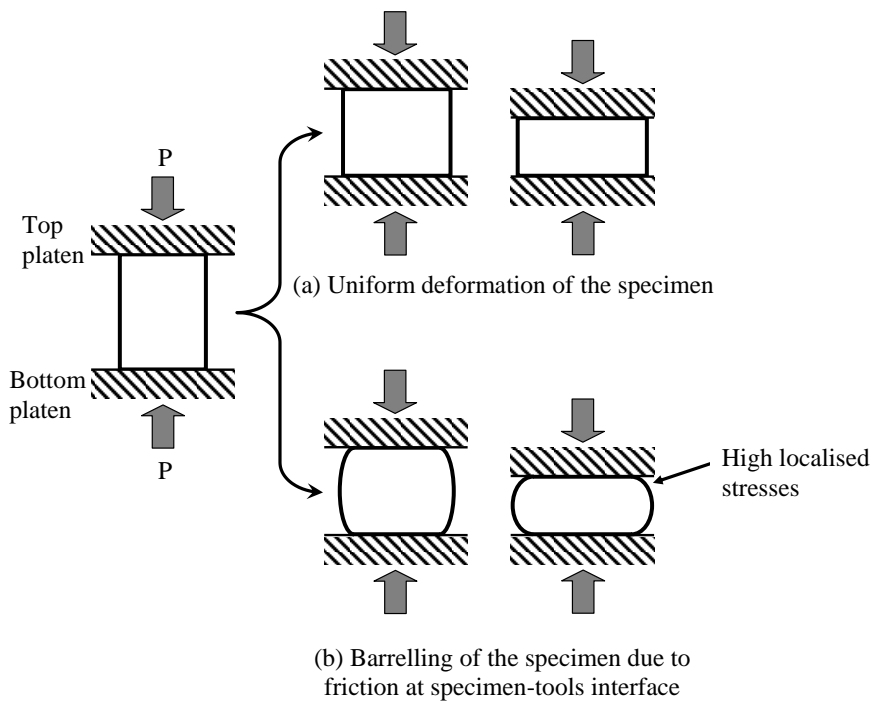 P
Top
platen
Bottom
platen
P
(a) Uniform deformation of the specimen
High localised
stresses
(b) Barrelling of the specimen due to
friction at specimen-tools interface